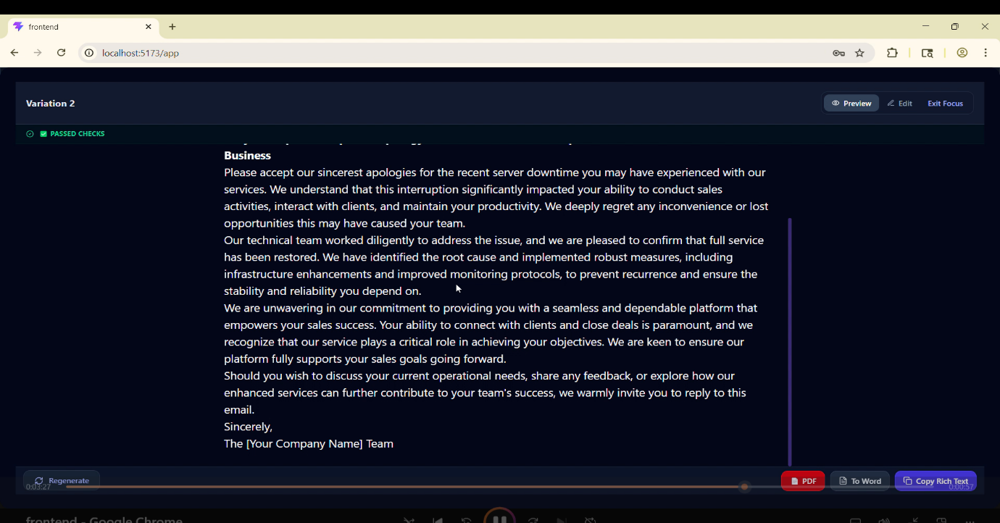 frontend
localhost:5173/app
Variation 2
Preview
Edit
Exit Focus
PASSED CHECKS
Business
Please accept our sincerest apologies for the recent server downtime you may have experienced with our
services. We understand that this interruption significantly impacted your ability to conduct sales
activities, interact with clients, and maintain your productivity. We deeply regret any inconvenience or lost
opportunities this may have caused your team.
Our technical team worked diligently to address the issue, and we are pleased to confirm that full service
has been restored. We have identified the root cause and implemented robust measures, including
infrastructure enhancements and improved monitoring protocols, to prevent recurrence and ensure the
stability and reliability you depend on.
We are unwavering in our commitment to providing you with a seamless and dependable platform that
empowers your sales success. Your ability to connect with clients and close deals is paramount, and we
recognize that our service plays a critical role in achieving your objectives. We are keen to ensure our
platform fully supports your sales goals going forward.
Should you wish to discuss your current operational needs, share any feedback, or explore how our
enhanced services can further contribute to your team's success, we warmly invite you to reply to this
email.
Sincerely,
The [Your Company Name] Team
Regenerate
PDF
To Word
Copy Rich Text
0:03:27
0:00:57
frontend - Google Chrome